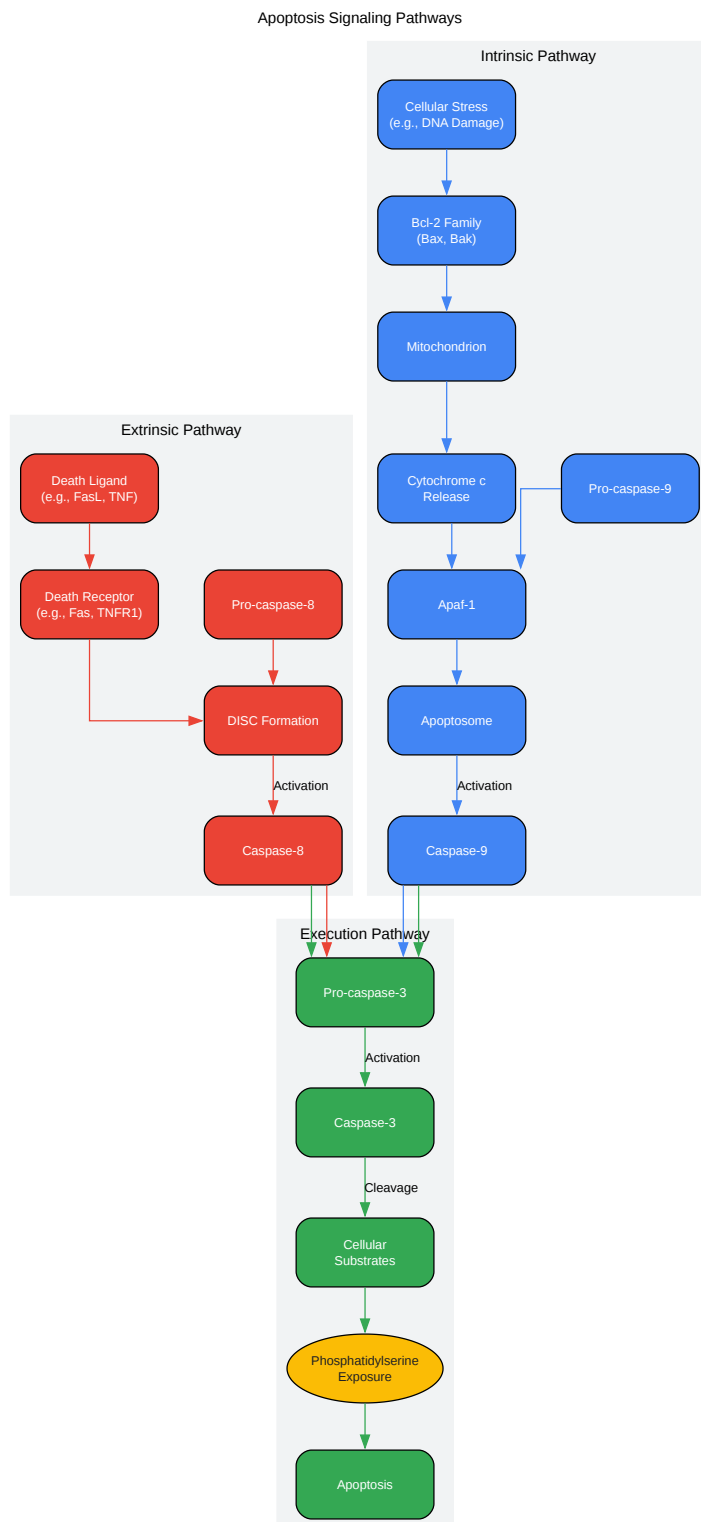 Apoptosis Signaling Pathways
Intrinsic Pathway
Cellular Stress
(e.g., DNA Damage)
Bcl-2 Family
(Bax, Bak)
Mitochondrion
Cytochrome c
Release
Pro-caspase-9
Apaf-1
Apoptosome
Activation
Caspase-9
Extrinsic Pathway
Death Ligand
(e.g., FasL, TNF)
Death Receptor
(e.g., Fas, TNFR1)
Pro-caspase-8
DISC Formation
Activation
Caspase-8
Execution Pathway
Pro-caspase-3
Activation
Caspase-3
Cleavage
Cellular
Substrates
Phosphatidylserine
Exposure
Apoptosis